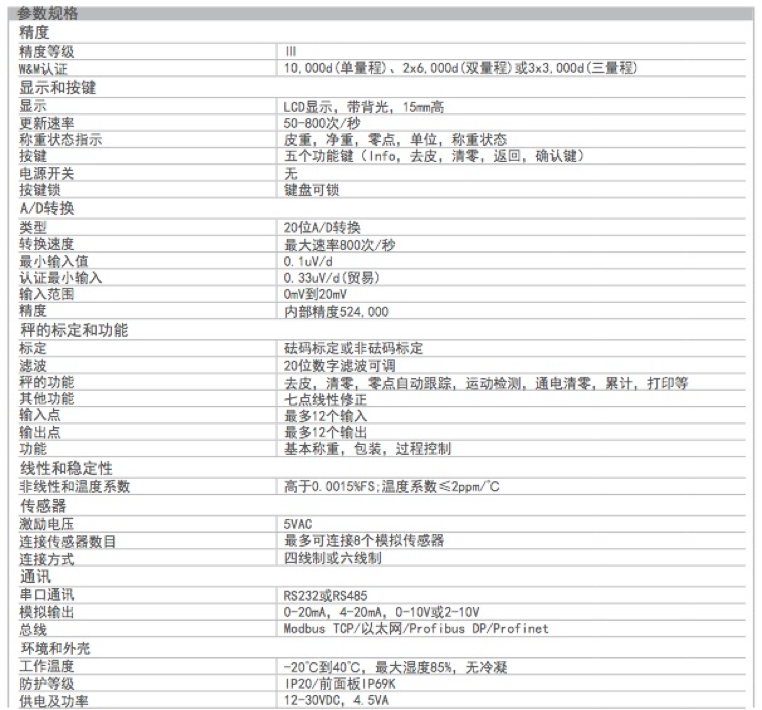 参数规格
精度
精度等级 III
W&M认证 10,000d(单量程)、2x6,000d(双量程)或3x3,000d(三量程)
显示和按键
显示 LCD显示，带背光，15mm高
更新速率 50-800次/秒
称重状态指示 皮重，净重，零点，单位，称重状态
按键 五个功能键（Info，去皮，清零，返回，确认键）
电源开关 无
按键锁 键盘可锁
A/D转换
类型 20位A/D转换
转换速度 最大速率800次/秒
最小输入值 0.1uV/d
认证最小输入 0.33uV/d(贸易)
输入范围 0mV到20mV
精度 内部精度524,000
秤的标定和功能
标定 砝码标定或非砝码标定
滤波 20位数字滤波可调
秤的功能 去皮，清零，零点自动跟踪，运动检测，通电清零，累计，打印等
其他功能 七点线性修正
输入点 最多12个输入
输出点 最多12个输出
功能 基本称重，包装，过程控制
线性和稳定性
非线性和温度系数 高于0.0015%FS;温度系数≤2ppm/℃
传感器
激励电压 5VAC
连接传感器数目 最多可连接8个模拟传感器
连接方式 四线制或六线制
通讯
串口通讯 RS232或RS485
模拟输出 0-20mA，4-20mA，0-10V或2-10V
总线 Modbus TCP/以太网/Profibus DP/Profinet
环境和外壳
工作温度 -20℃到40℃，最大湿度85%，无冷凝
防护等级 IP20/前面板IP69K
供电及功率 12-30VDC，4.5VA